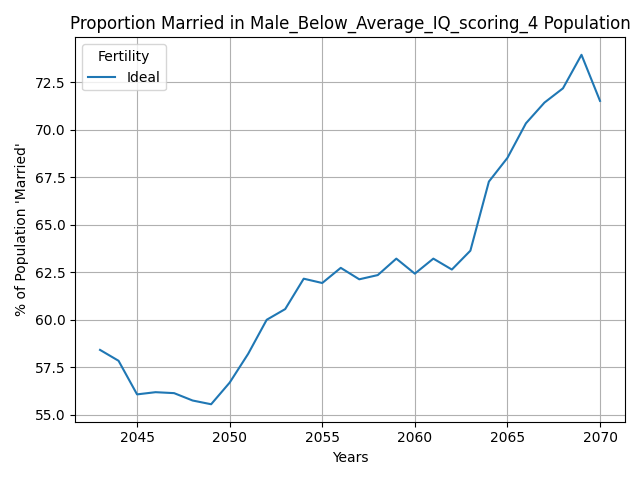 Proportion Married in Male_Below_Average_IQ_scoring_4 Population
Fertility
Ideal
% of Population 'Married'
72.5
70.0
67.5
65.0
62.5
60.0
57.5
55.0
2045 2050 2055 2060 2065 2070
Years